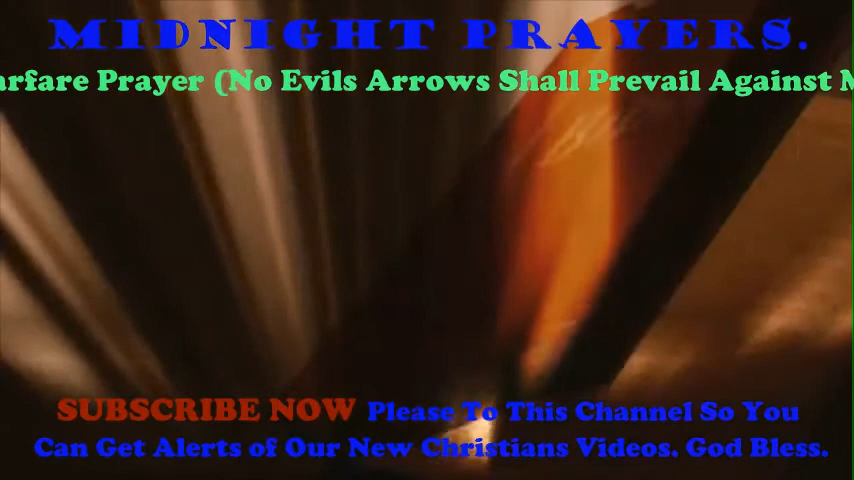 MIDNIGHT PRAYERS.
arfare Prayer (No Evils Arrows Shall Prevail Against M
SUBSCRIBE NOW Please To This Channel So You
Can Get Alerts of Our New Christians Videos. God Bless.